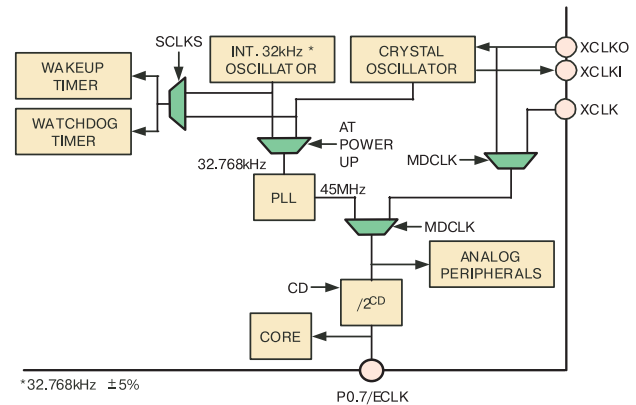 SCLKS
INT. 32kHz *
OSCILLATOR
CRYSTAL
OSCILLATOR
XCLKO
XCLKI
XCLK
WAKEUP
TIMER
WATCHDOG
TIMER
AT
POWER
UP
32.768kHz
MDCLK
PLL
45MHz
MDCLK
ANALOG
PERIPHERALS
CD
/2CD
CORE
*32.768kHz ±5%
P0.7/ECLK